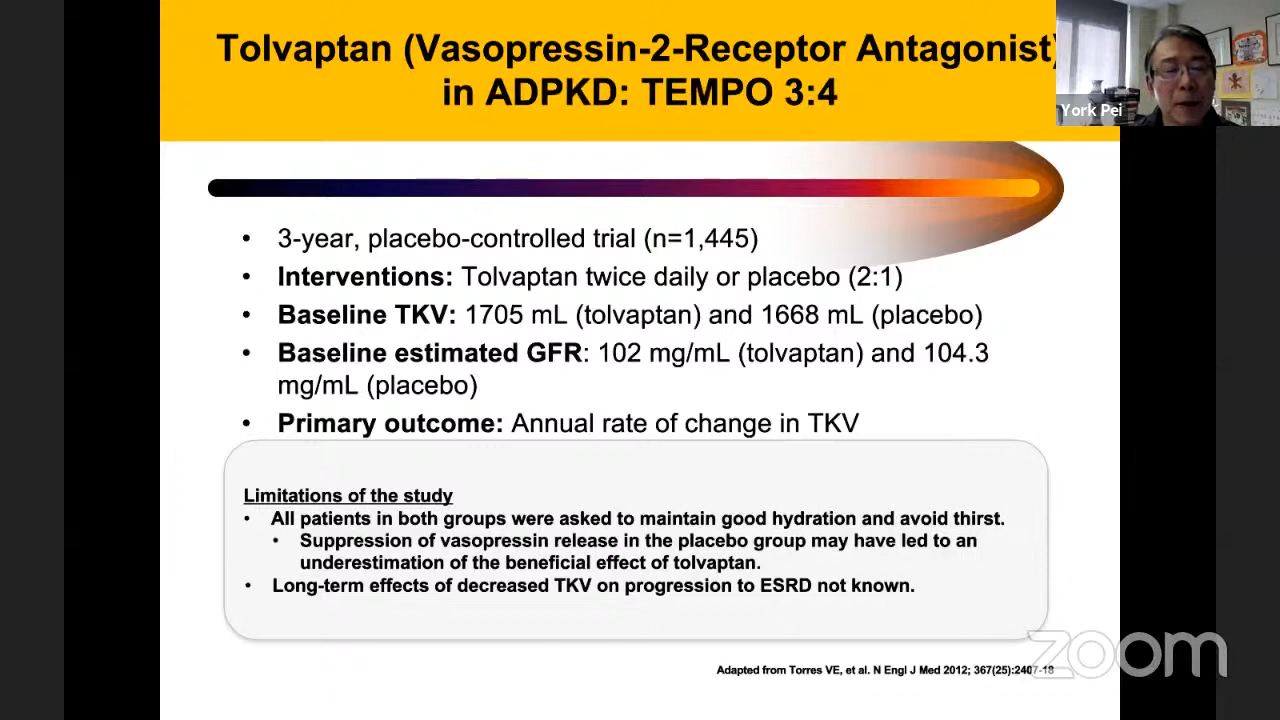 Tolvaptan (Vasopressin-2-Receptor Antagonist)
in ADPKD: TEMPO 3:4
York Pei
• 3-year, placebo-controlled trial (n=1,445)
• Interventions: Tolvaptan twice daily or placebo (2:1)
• Baseline TKV: 1705 mL (tolvaptan) and 1668 mL (placebo)
• Baseline estimated GFR: 102 mg/mL (tolvaptan) and 104.3
mg/mL (placebo)
• Primary outcome: Annual rate of change in TKV
Limitations of the study
• All patients in both groups were asked to maintain good hydration and avoid thirst.
• Suppression of vasopressin release in the placebo group may have led to an
underestimation of the beneficial effect of tolvaptan.
• Long-term effects of decreased TKV on progression to ESRD not known.
zoom
Adapted from Torres VE, et al. N Engl J Med 2012; 367(25):2407-18